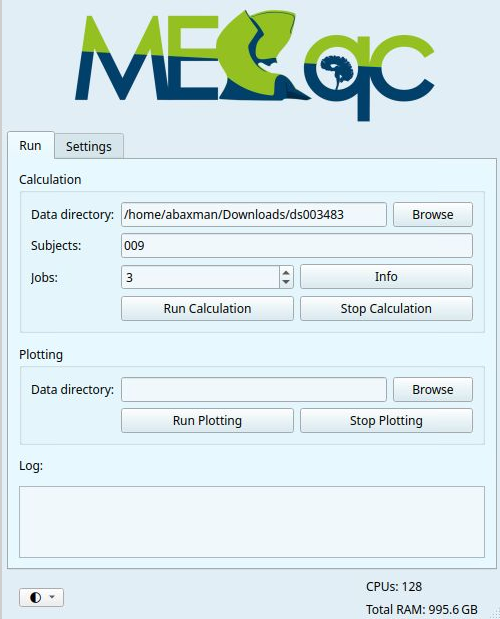 MEGqc
Run
Settings
Calculation
Data directory: /home/abaxman/Downloads/ds003483 Browse
Subjects: 009
Jobs: 3 Info
Run Calculation Stop Calculation
Plotting
Data directory: Browse
Run Plotting Stop Plotting
Log:
CPUs: 128
Total RAM: 995.6 GB